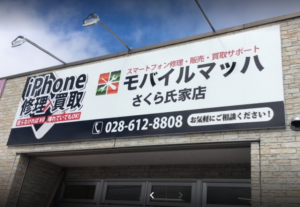 iPhone
修理&買取
スマートフォン修理・販売・買取サポート
モバイルマッハ
さくら氏家店
028-612-8808
お気軽にご相談ください!